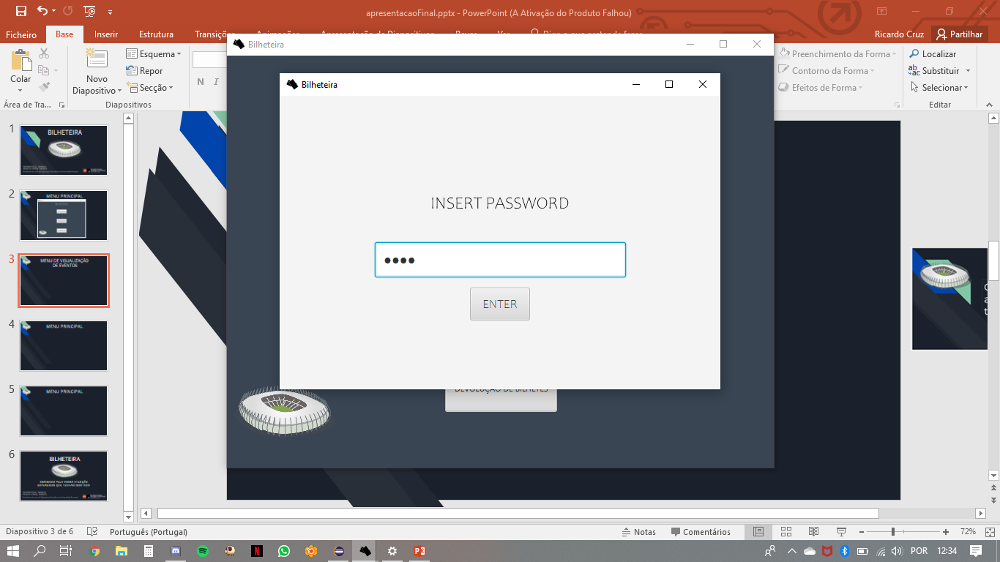 apresentacaoFinal.pptx - PowerPoint (A Ativação do Produto Falhou)
Ficheiro Base Inserir Estrutura Ricardo Cruz Partilhar
Colar
Área de Tra...
Novo
Diapositivo
Esquema
Repor
Secção
Diapositivos
N I
Preenchimento da Forma
Contorno da Forma
Efeitos de Forma
Localizar
Substituir
Selecionar
Editar
Bilheteira
Bilheteira
INSERT PASSWORD
ENTER
DEVOLUÇÃO DE BILHETES
1
BILHETEIRA
2
MENU PRINCIPAL
3
MENU DE VISUALIZAÇÃO
DE EVENTOS
4
MENU PRINCIPAL
5
MENU PRINCIPAL
6
BILHETEIRA
Diapositivo 3 de 6 Português (Portugal) Notas Comentários 72%
POR 12:34